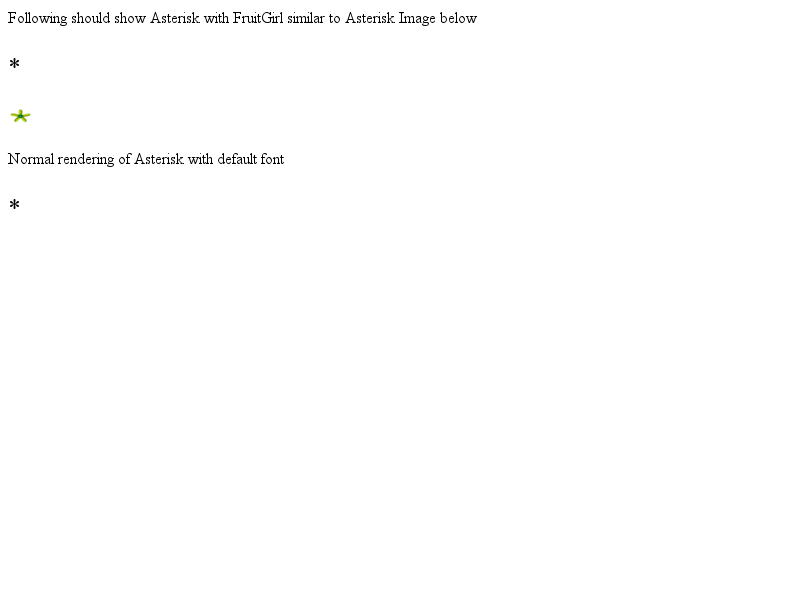 Following should show Asterisk with FruitGirl similar to Asterisk Image below
*
*
Normal rendering of Asterisk with default font
*